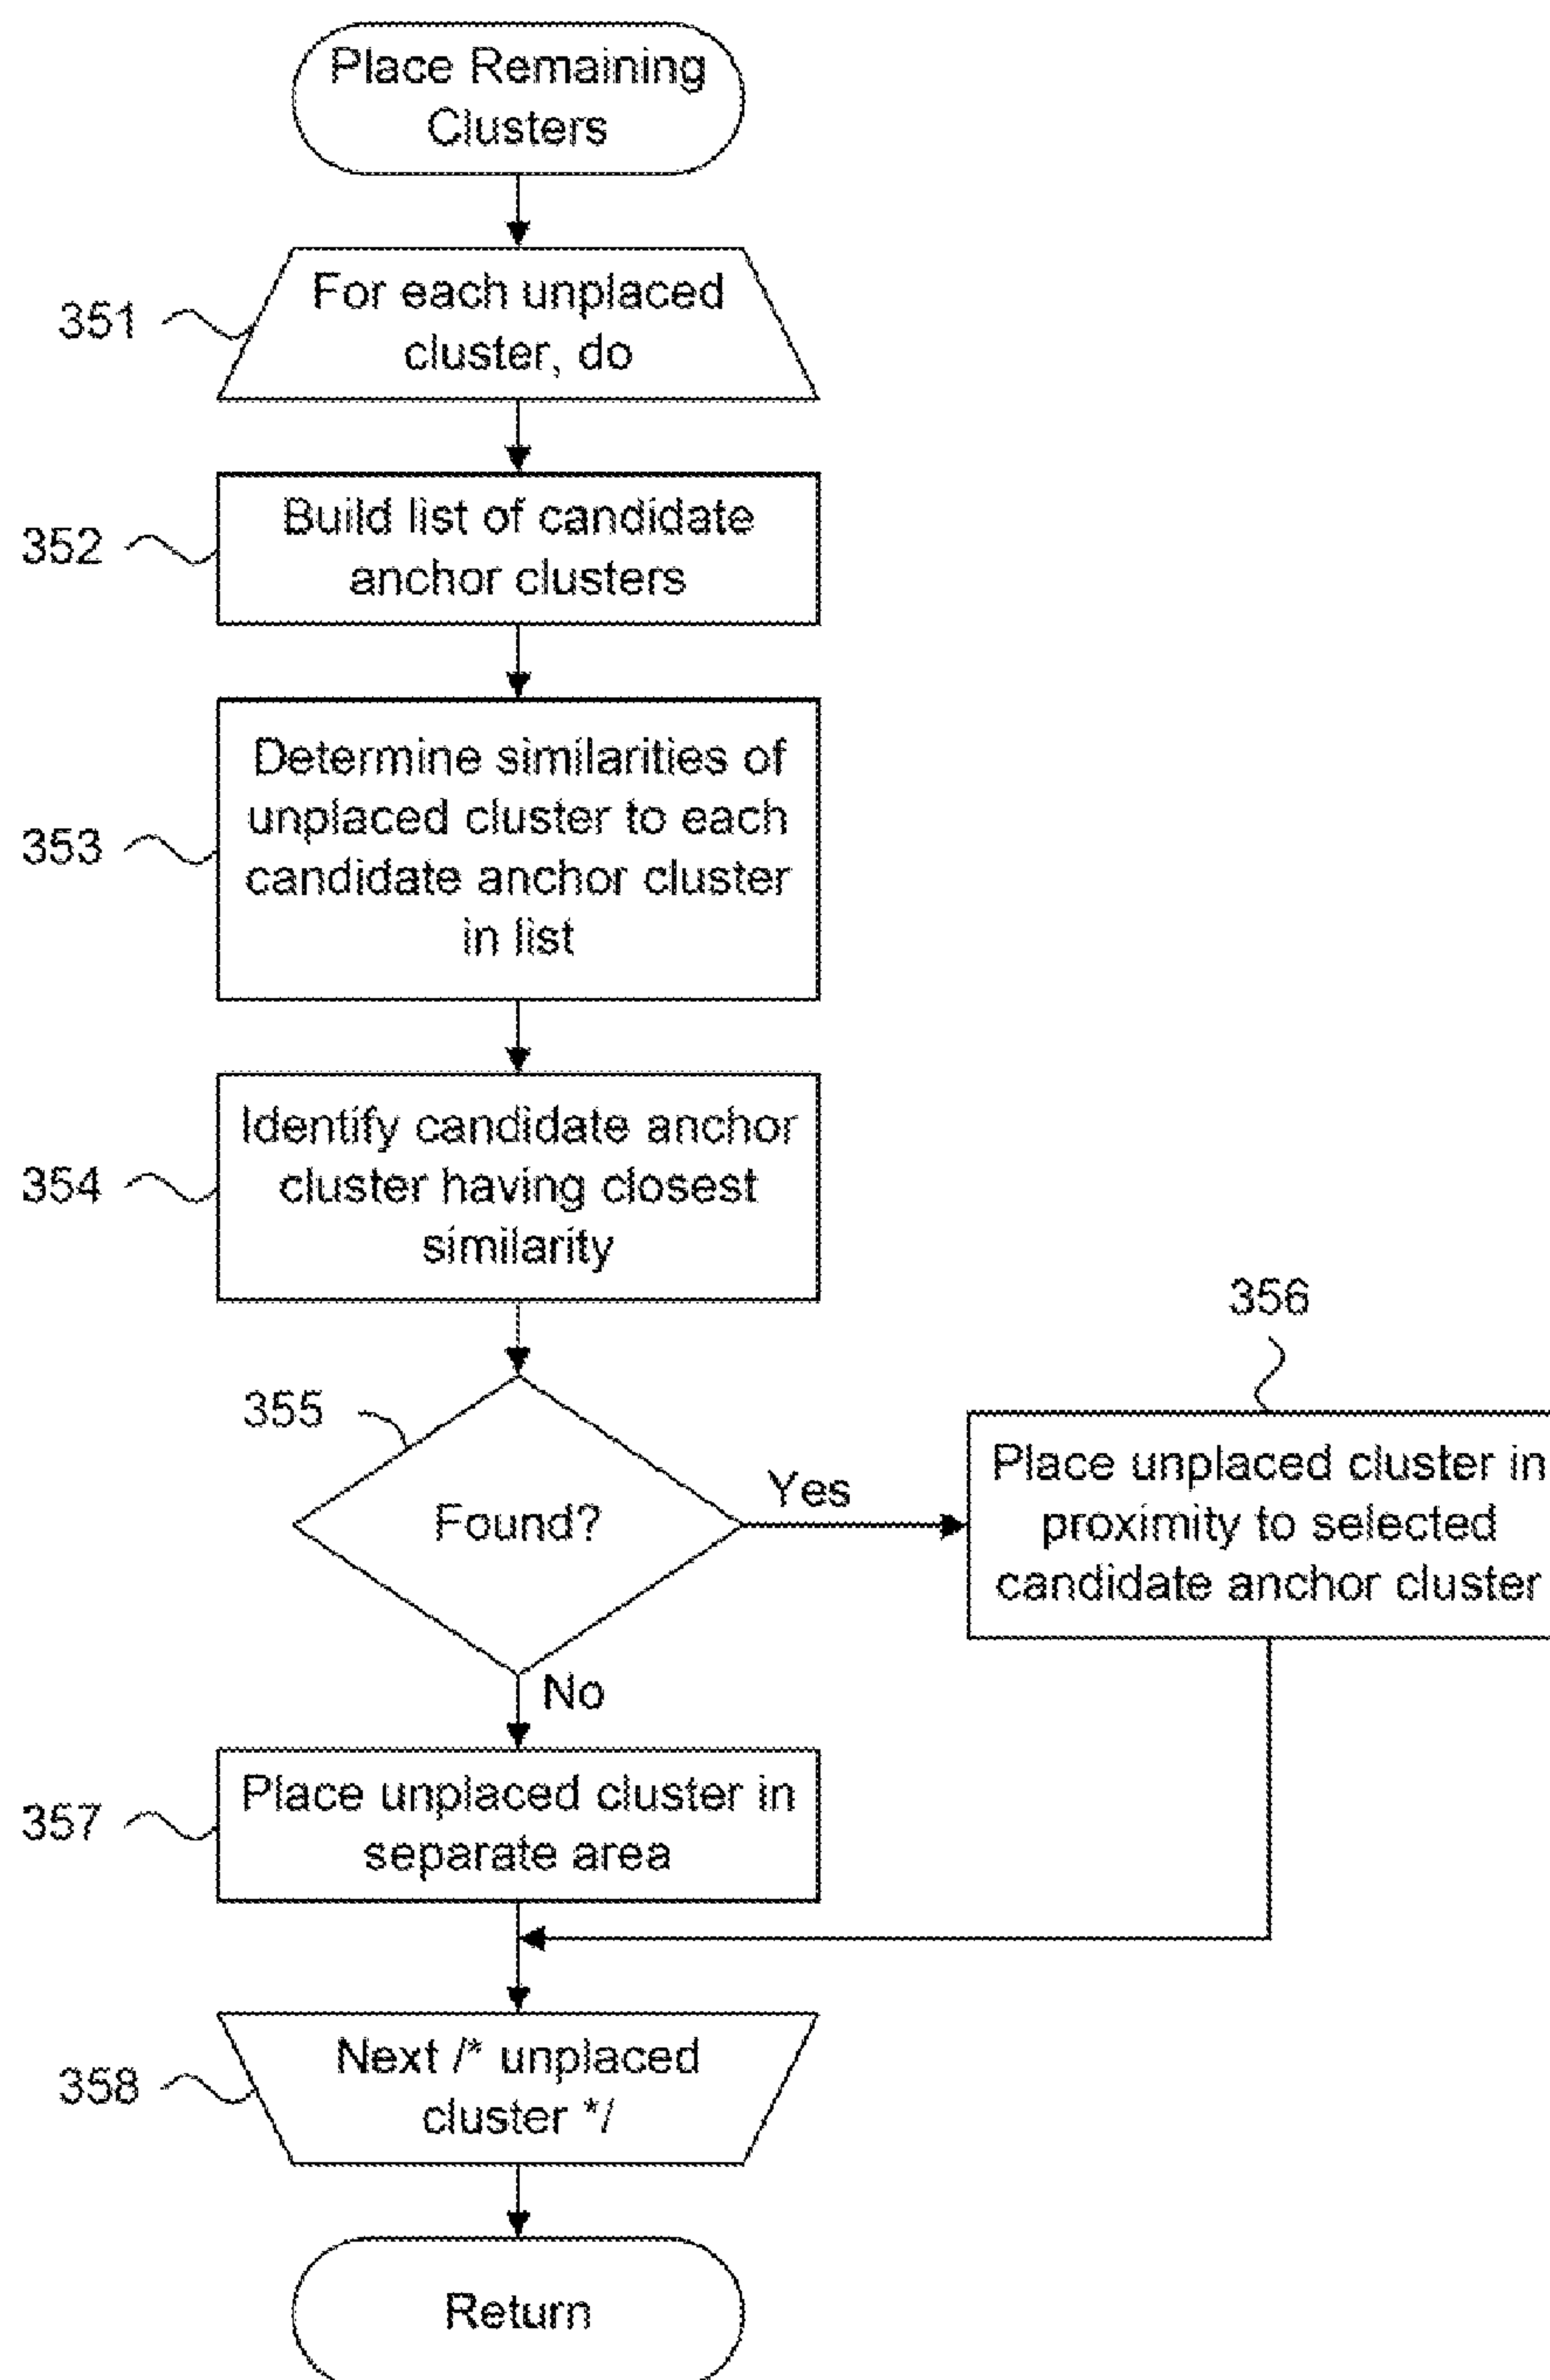 Place Remaining
Clusters
351
For each unplaced
cluster, do
352
Build list of candidate
anchor clusters
353
Determine similarities of
unplaced cluster to each
candidate anchor cluster
in list
354
Identify candidate anchor
cluster having closest
similarity
355
Found?
Yes
356
Place unplaced cluster in
proximity to selected
candidate anchor cluster
No
357
Place unplaced cluster in
separate area
358
Next /* unplaced
cluster */
Return